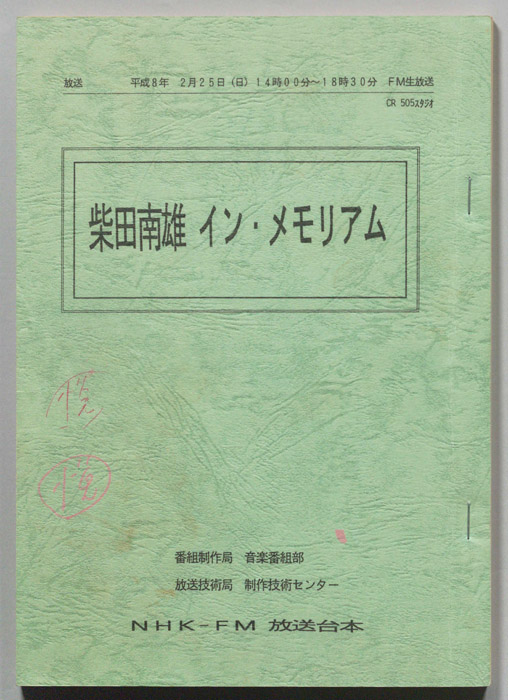 放送　平成8年　2月25日（日）14時00分～18時30分　FM生放送
CR 505スタジオ
柴田南雄 イン・メモリアム
番組制作局　音楽番組部
放送技術局　制作技術センター
NHK-FM 放送台本